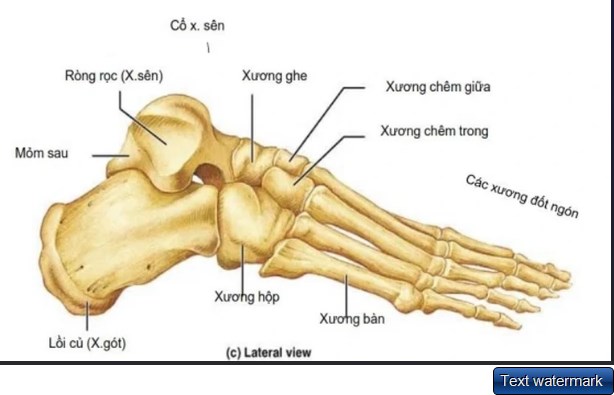 Cổ x. sên
Ròng rọc (X.sên)
Xương ghe
Xương chêm giữa
Xương chêm trong
Mỏm sau
Các xương đốt ngón
Xương hộp
Xương bàn
Lồi củ (X.gót)
(c) Lateral view
Text watermark